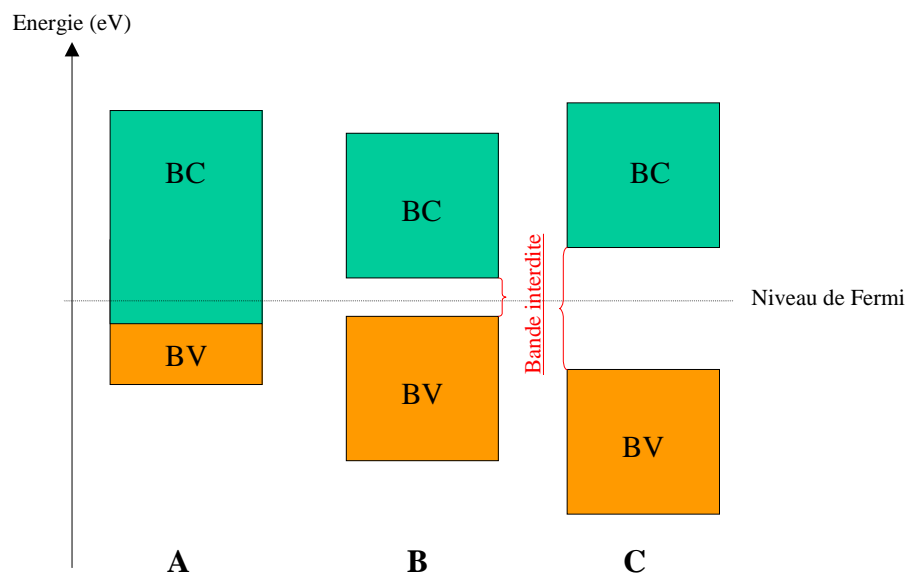 Energie (eV)
BC
BC
BC
Bande interdite
Niveau de Fermi
BV
BV
BV
A
B
C